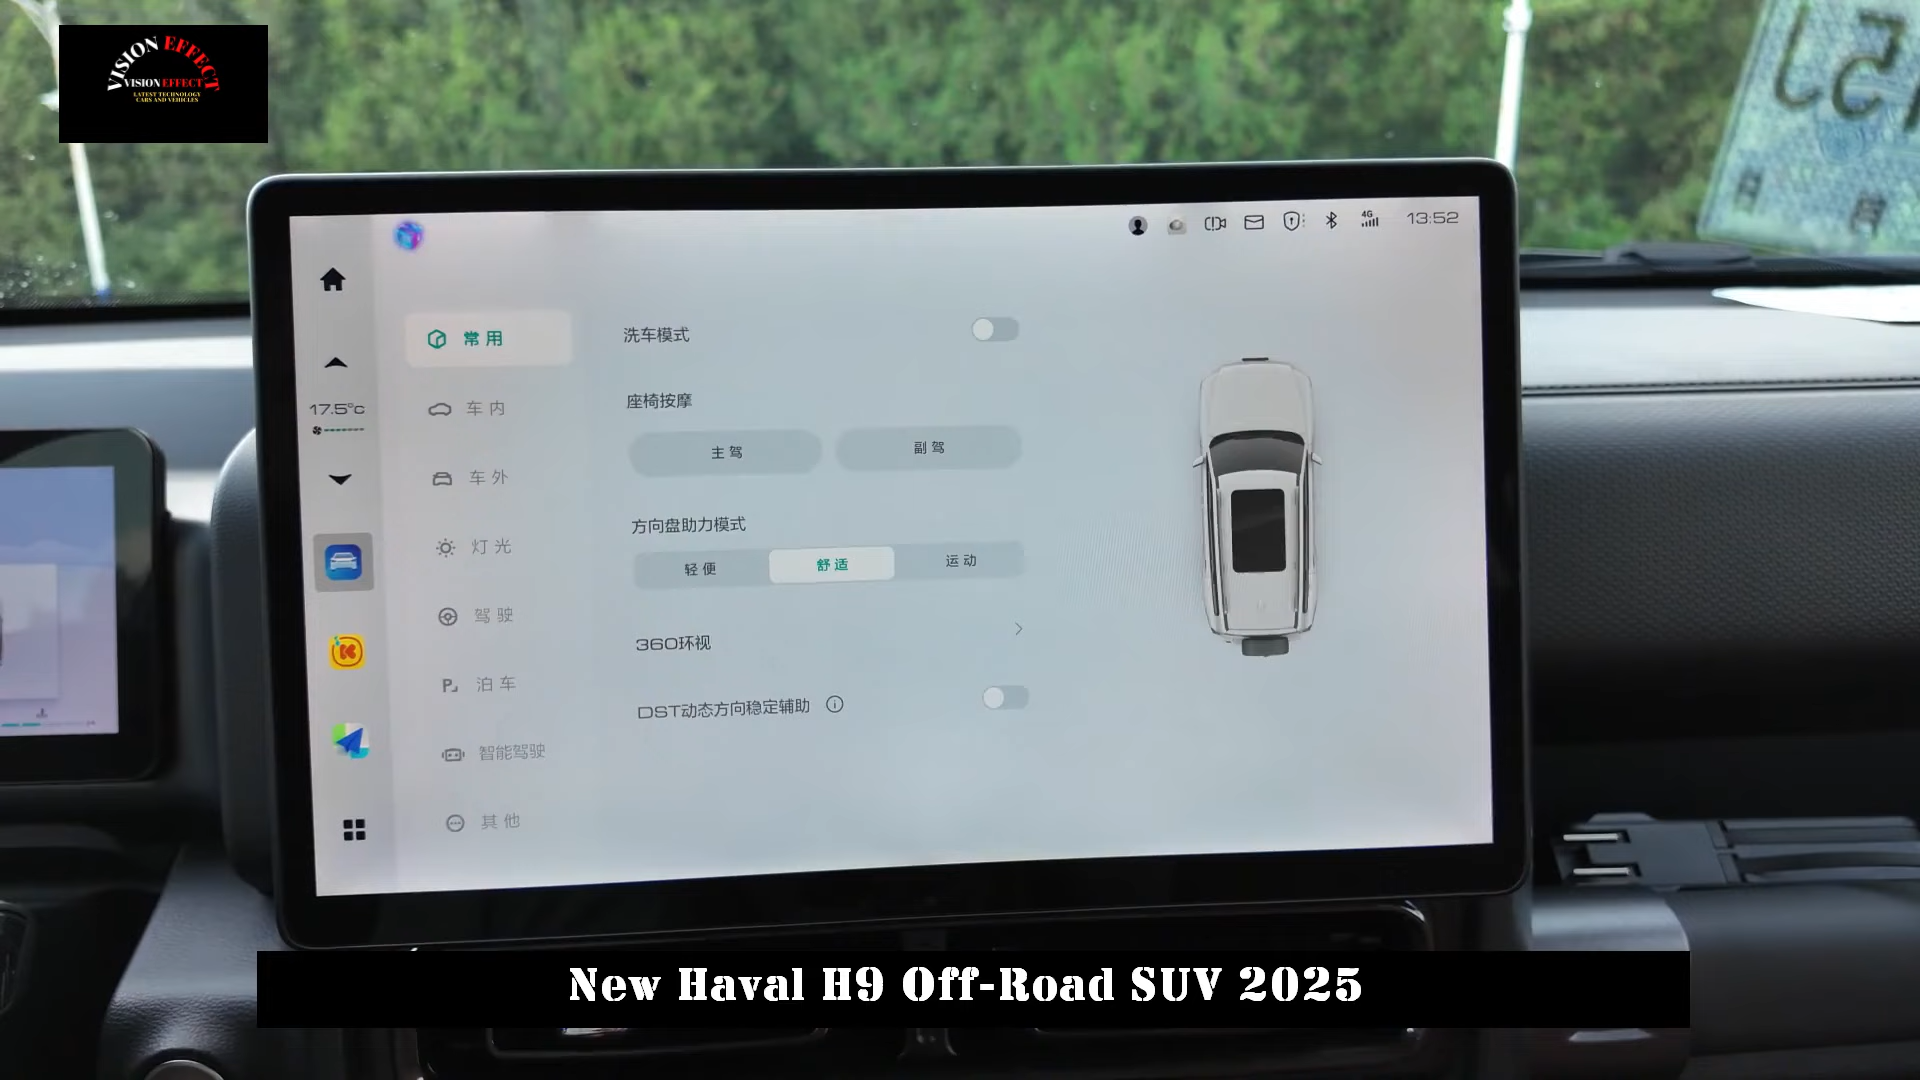 VISION EFFECT
VISION EFFECT
LATEST TECHNOLOGY
CARS AND VEHICLES
4G
13:52
常用
洗车模式
17.5°c
车内
座椅按摩
主驾
副驾
车外
方向盘助力模式
灯光
轻便
舒适
运动
驾驶
360环视
泊车
DST动态方向稳定辅助
智能驾驶
其他
New Haval H9 Off-Road SUV 2025